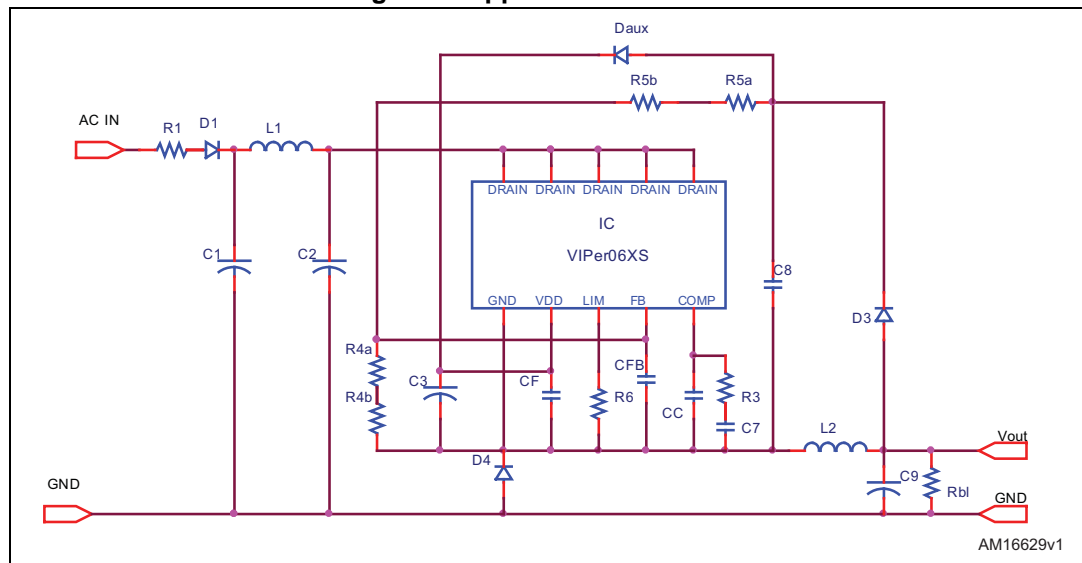 Daux
R5b R5a
AC IN
R1 D1 L1
DRAIN DRAIN DRAIN DRAIN DRAIN
IC
C1 C2 VIPer06XS
C8
GND VDD LIM FB COMP
D3
R4a
CFB
C3 CF
R4b R6 CC R3
C7
L2 Vout
D4
GND C9 Rbl GND
AM16629v1